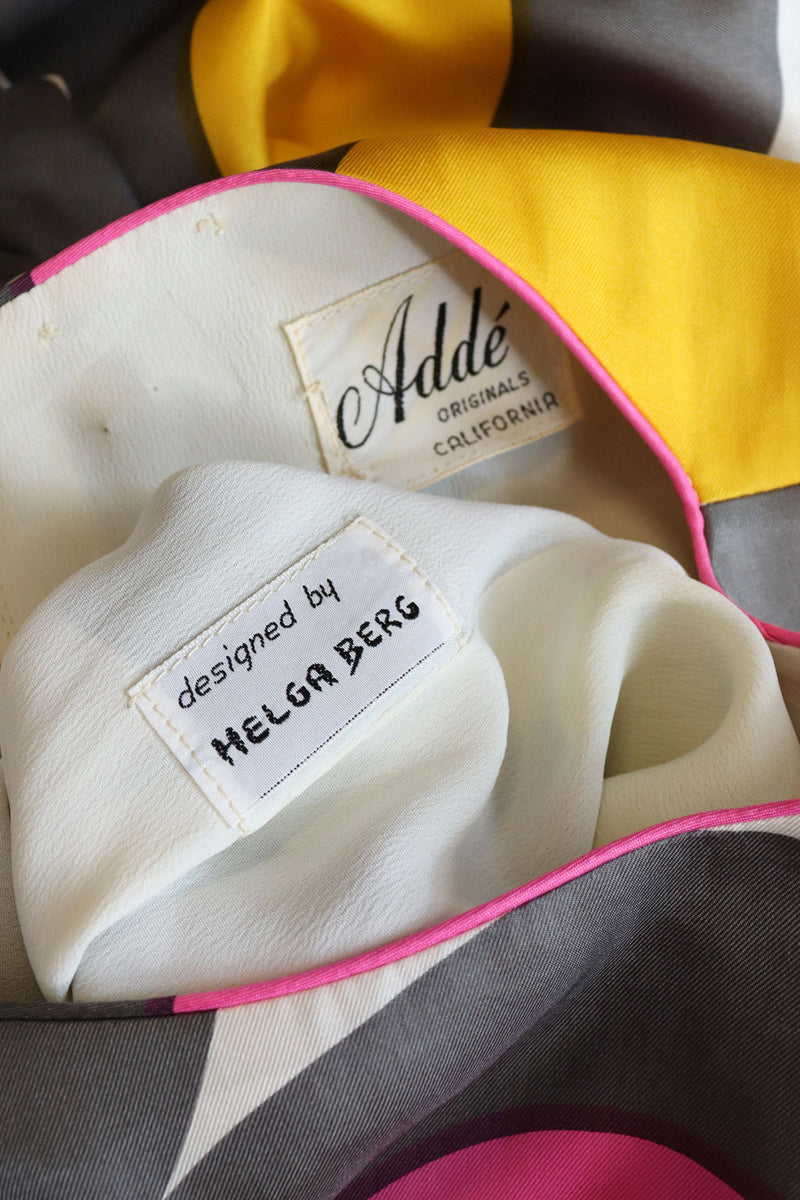 Addé
ORIGINALS
CALIFORNIA
designed by
HELGA BERG